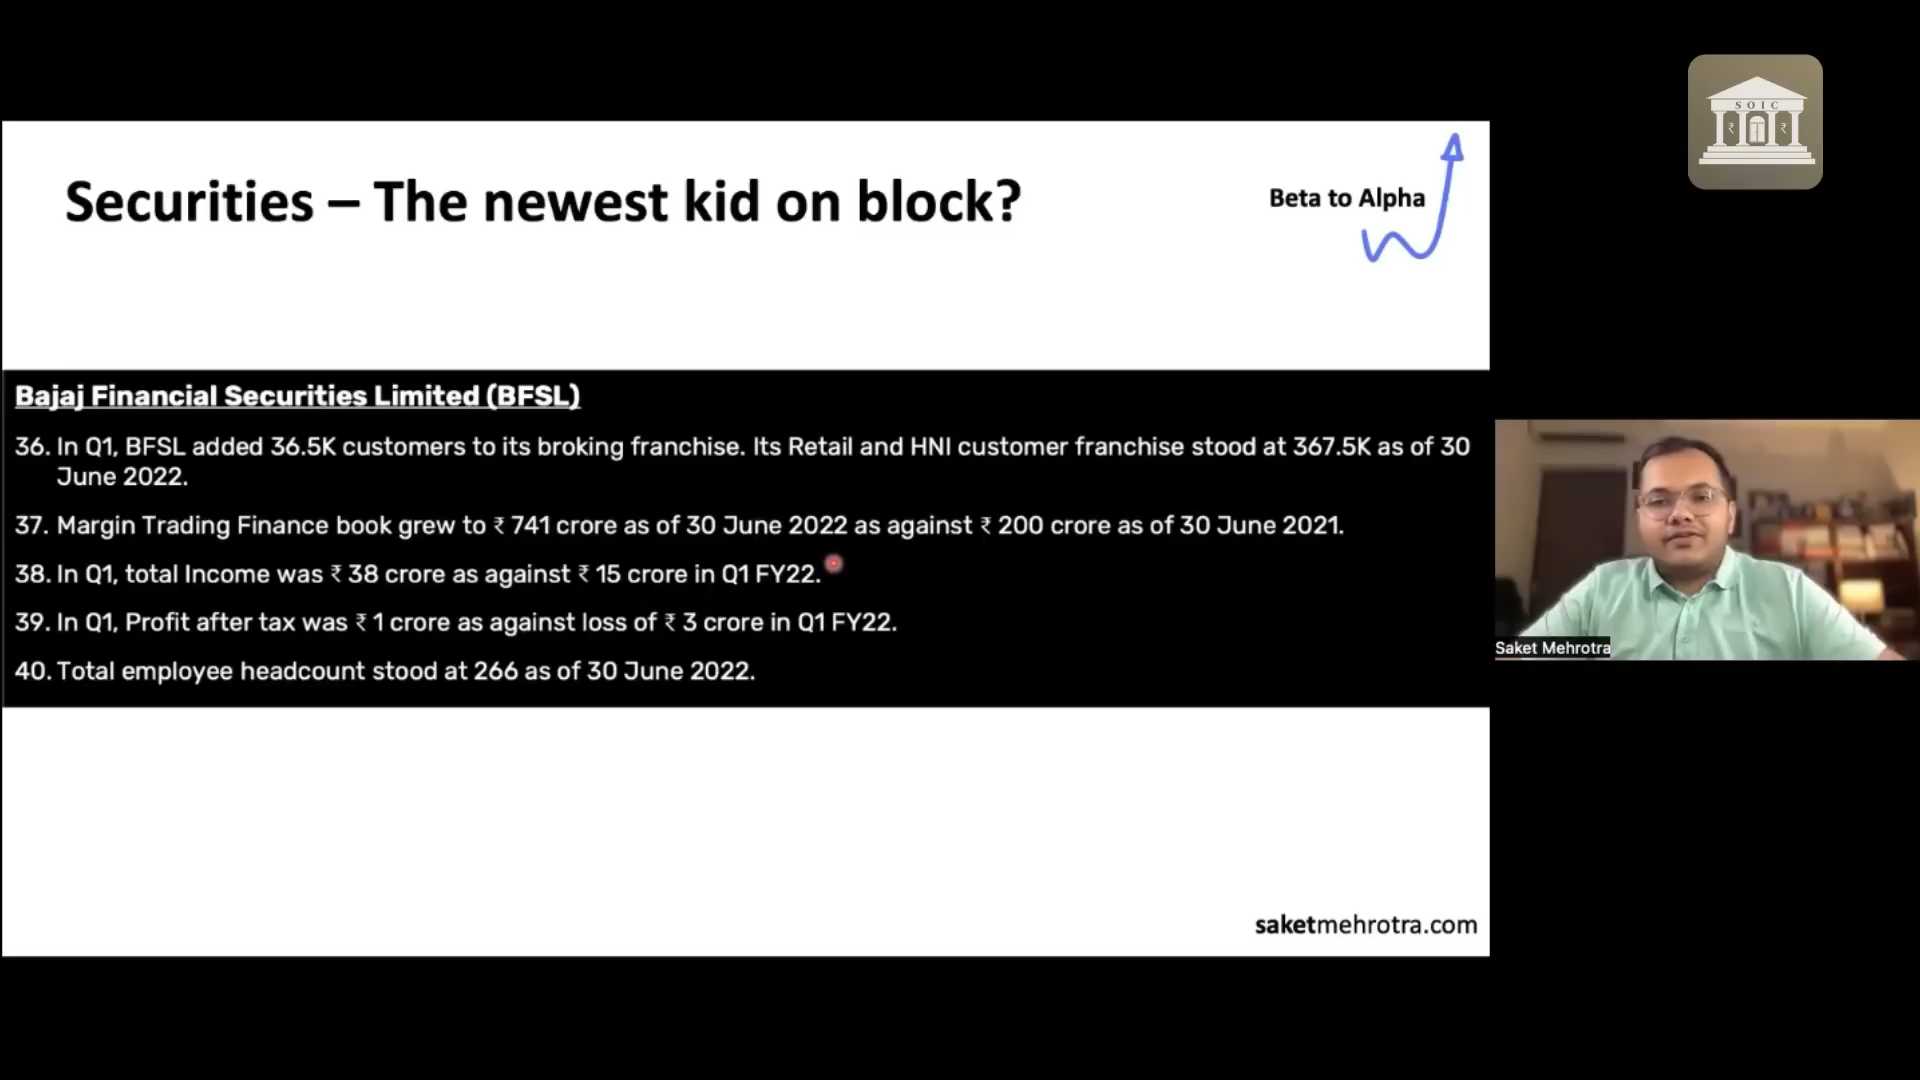 SOIC
Securities – The newest kid on block?
Beta to Alpha
Bajaj Financial Securities Limited (BFSL)
36. In Q1, BFSL added 36.5K customers to its broking franchise. Its Retail and HNI customer franchise stood at 367.5K as of 30
June 2022.
37. Margin Trading Finance book grew to ₹ 741 crore as of 30 June 2022 as against ₹ 200 crore as of 30 June 2021.
38. In Q1, total Income was ₹ 38 crore as against ₹ 15 crore in Q1 FY22.
39. In Q1, Profit after tax was ₹ 1 crore as against loss of ₹ 3 crore in Q1 FY22.
40. Total employee headcount stood at 266 as of 30 June 2022.
Saket Mehrotra
saketmehrotra.com